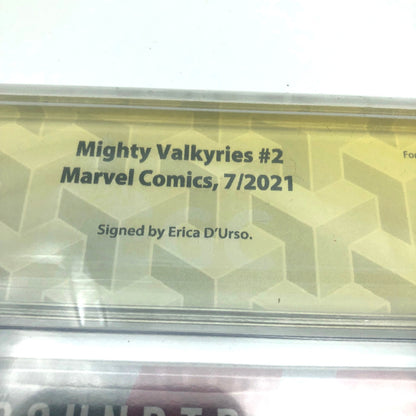 Mighty Valkyries #2
Marvel Comics, 7/2021
Signed by Erica D'Urso.